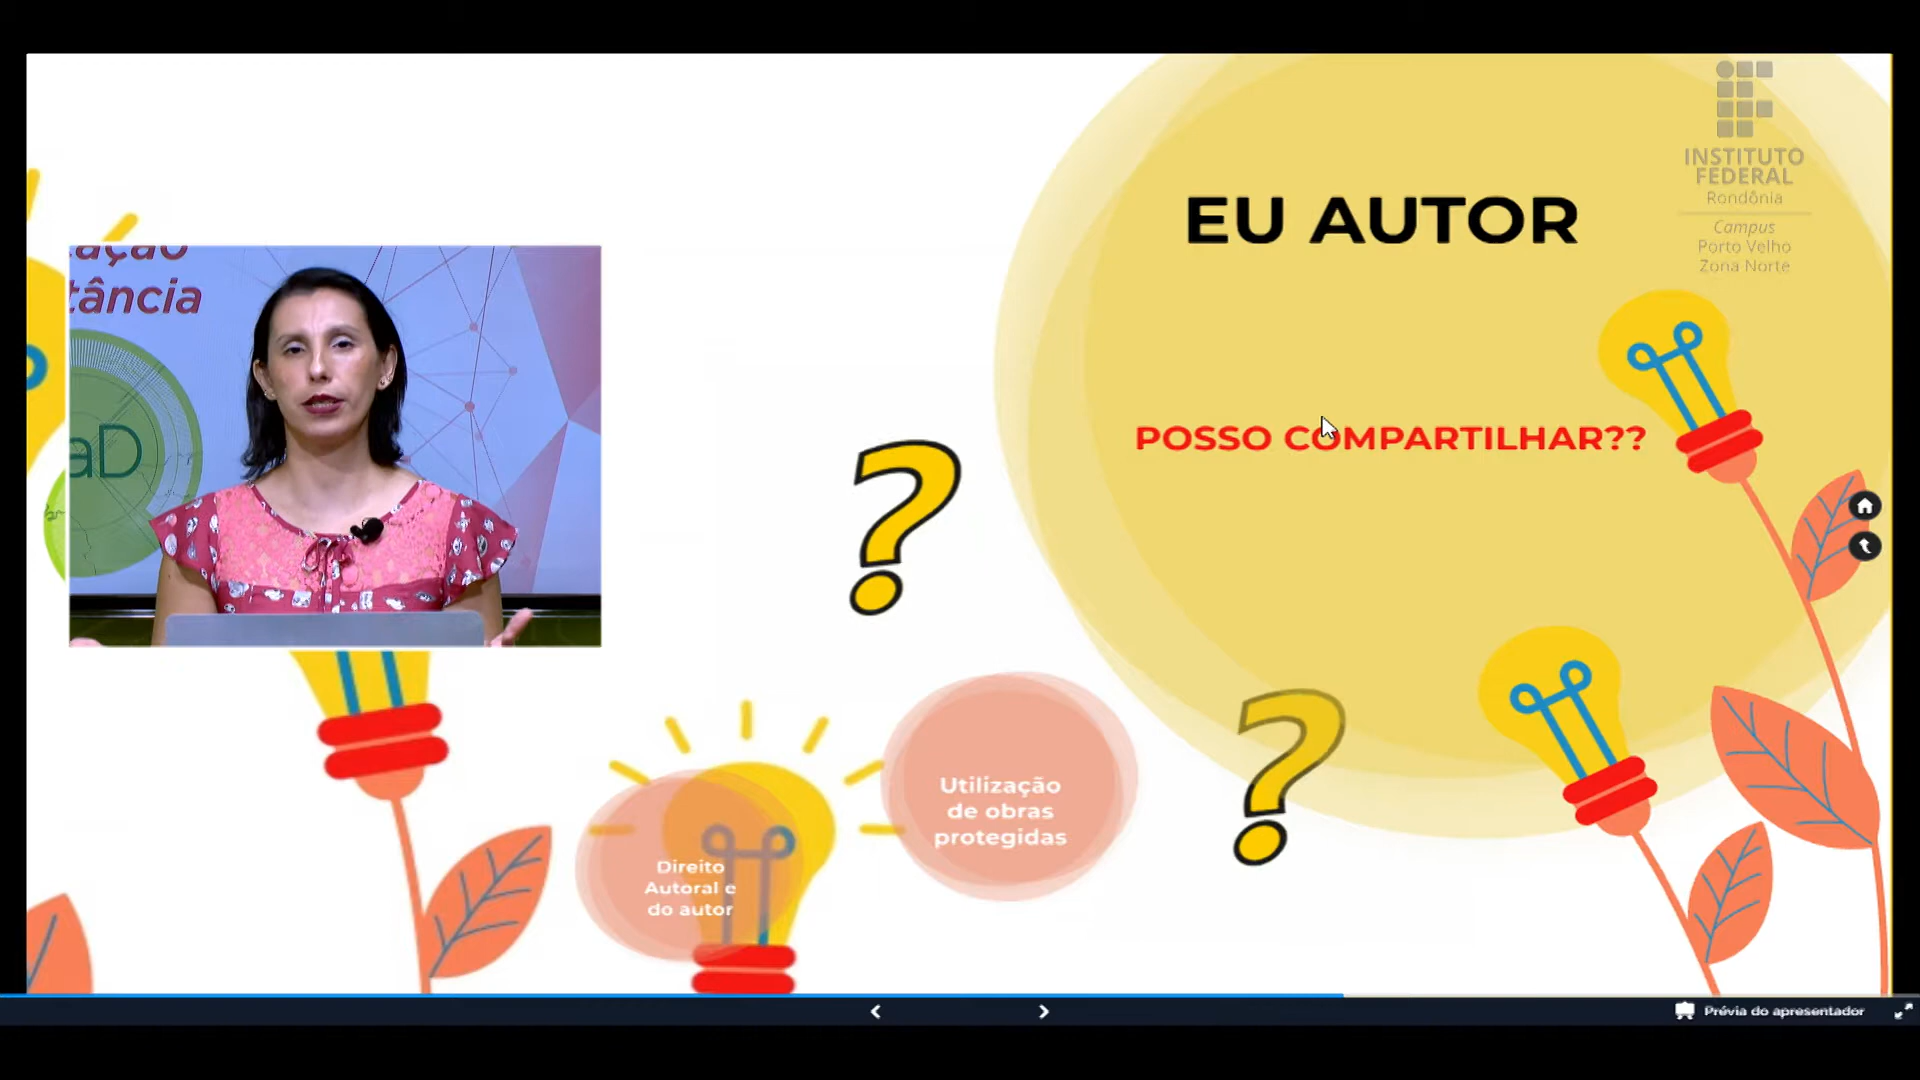 EU AUTOR
INSTITUTO
FEDERAL
Rondônia
Campus
Porto Velho
Zona Norte
tância
aD
POSSO COMPARTILHAR??
?
?
Utilização
de obras
protegidas
Direito
Autoral e
do autor
Prévia do apresentador